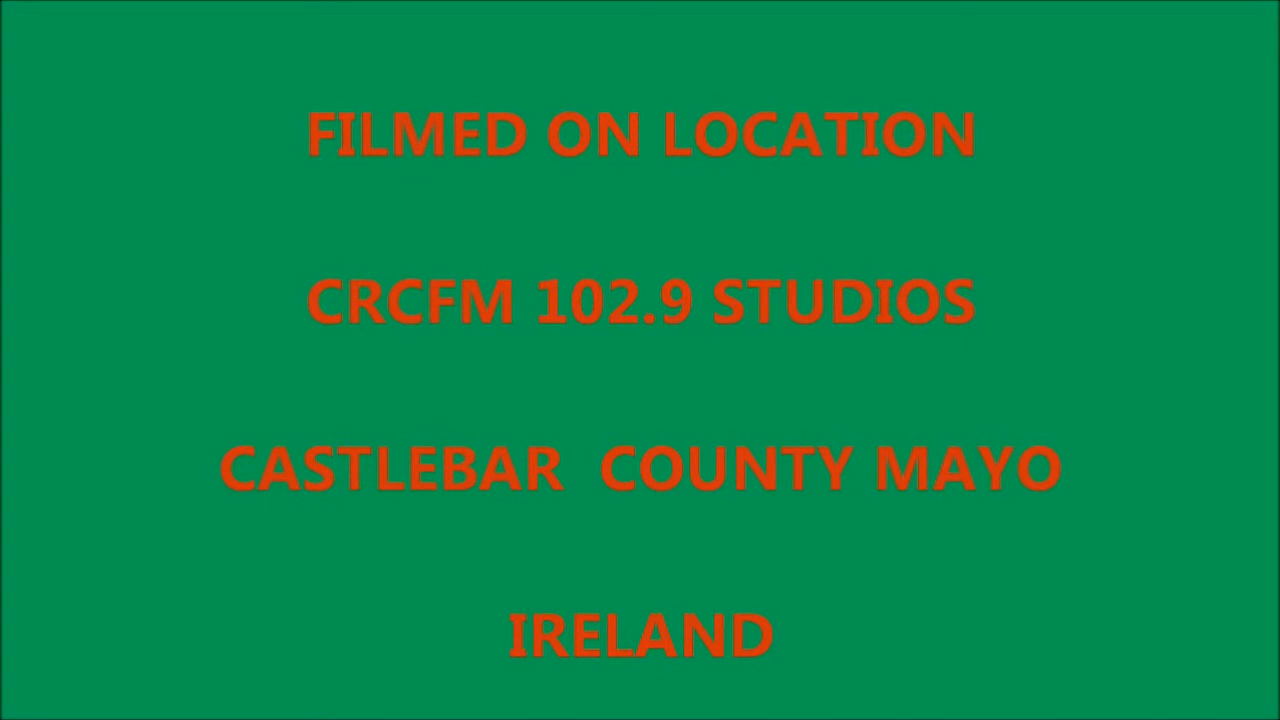 FILMED ON LOCATION
CRCFM 102.9 STUDIOS
CASTLEBAR  COUNTY MAYO
IRELAND